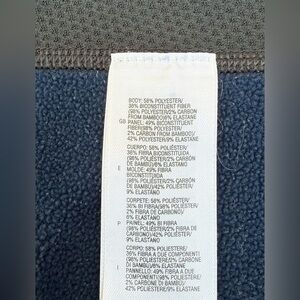 BODY: 58% POLYESTER/
36% BICONSTITUENT FIBER
(98% POLYESTER/2% CARBON
FROM BAMBOO)/6% ELASTANE
GB PANEL: 49% BICONSTITUENT
FIBER(98% POLYESTER/
2% CARBON FROM BAMBOO)/
42% POLYESTER/9% ELASTANE
CUERPO: 58% POLIÉSTER/
36% FIBRA BICONSTITUIDA
(98% POLIÉSTER/2% CARBÓN
DE BAMBÚ)/6% ELASTANO
E MOLDE: 49% FIBRA
BICONSTITUIDA
(98% POLIÉSTER/2% CARBÓN
DE BAMBÚ)/42% POLIÉSTER/
9% ELASTANO
CORPETE: 58% POLIÉSTER/
36% BI FIBRA(98% POLIÉSTER/
2% FIBRA DE CARBONO)/
6% ELASTANO
P PAINEL: 49% BI FIBRA
(98% POLIÉSTER/2% FIBRA DE
CARBONO)/42% POLIÉSTER/
9% ELASTANO
CORPO: 58% POLIESTERE/
36% FIBRA A DUE
COMPONENTI(98%
POLIESTERE/2% CARBONE
DI BAMBÙ)/6% ELASTAN
I PANNELLO: 49% FIBRA A DUE
COMPONENTI(98% POLIESTERE/
2% CARBONE DI BAMBÙ)/
42% POLIESTERE/9% ELASTAN